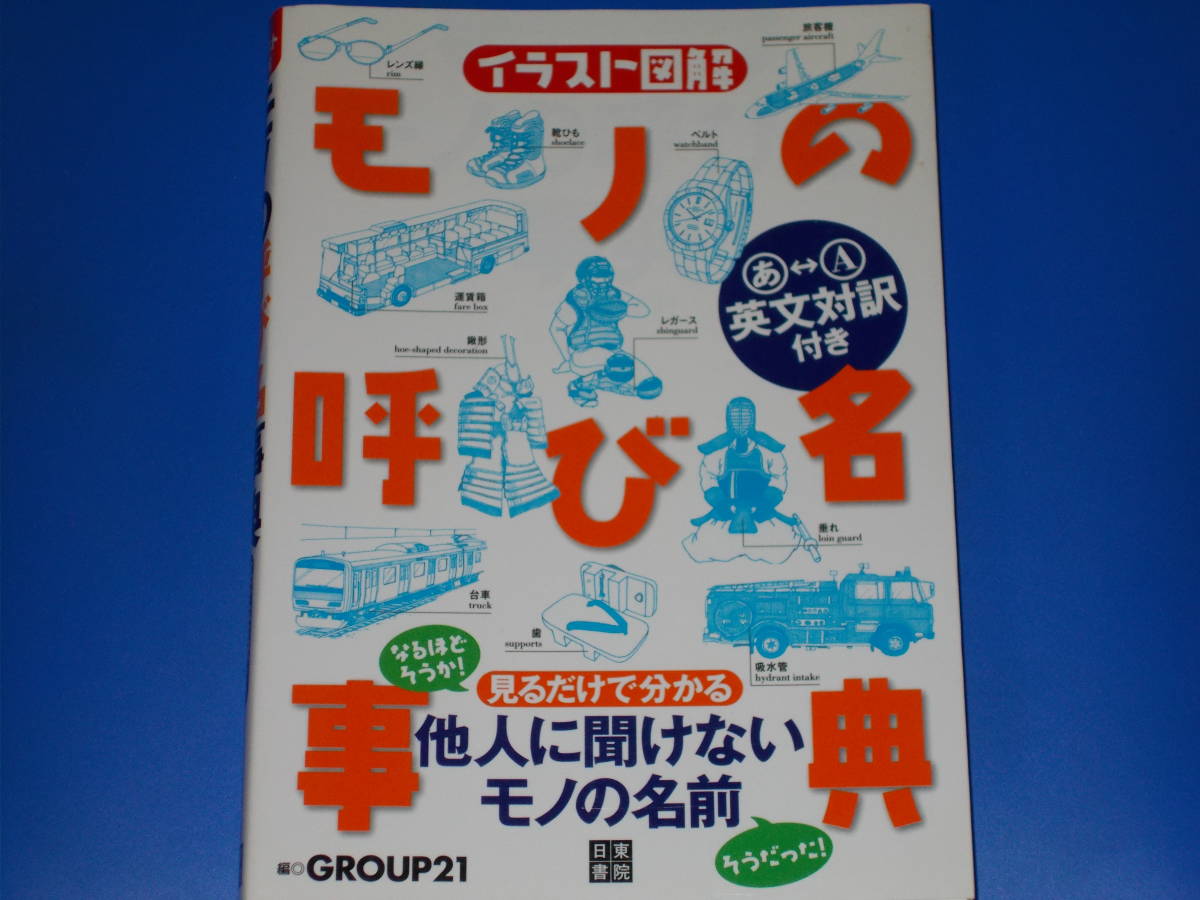 イラスト図解
モノの
呼び名
事典
レンズ縁
rim
靴ひも
shoelace
ベルト
watchband
旅客機
passenger aircraft
運賃箱
fare box
レガース
shinguard
鍬形
hoe-shaped decoration
あ↔A
英文対訳
付き
垂れ
loin guard
台車
truck
歯
supports
吸水管
hydrant intake
なるほど
そうか!
見るだけで分かる
他人に聞けない
モノの名前
そうだった!
編◎GROUP21
日東
書院